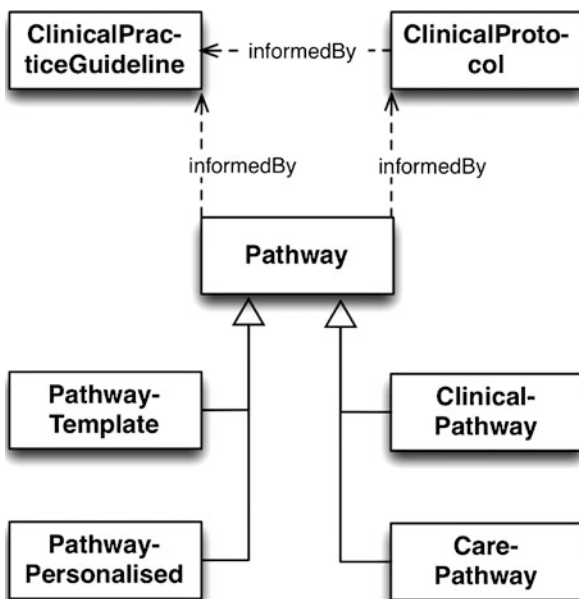 ClinicalPrac-
ticeGuideline
informedBy
ClinicalProto-
col
informedBy
informedBy
Pathway
Pathway-
Template
Clinical-
Pathway
Pathway-
Personalised
Care-
Pathway